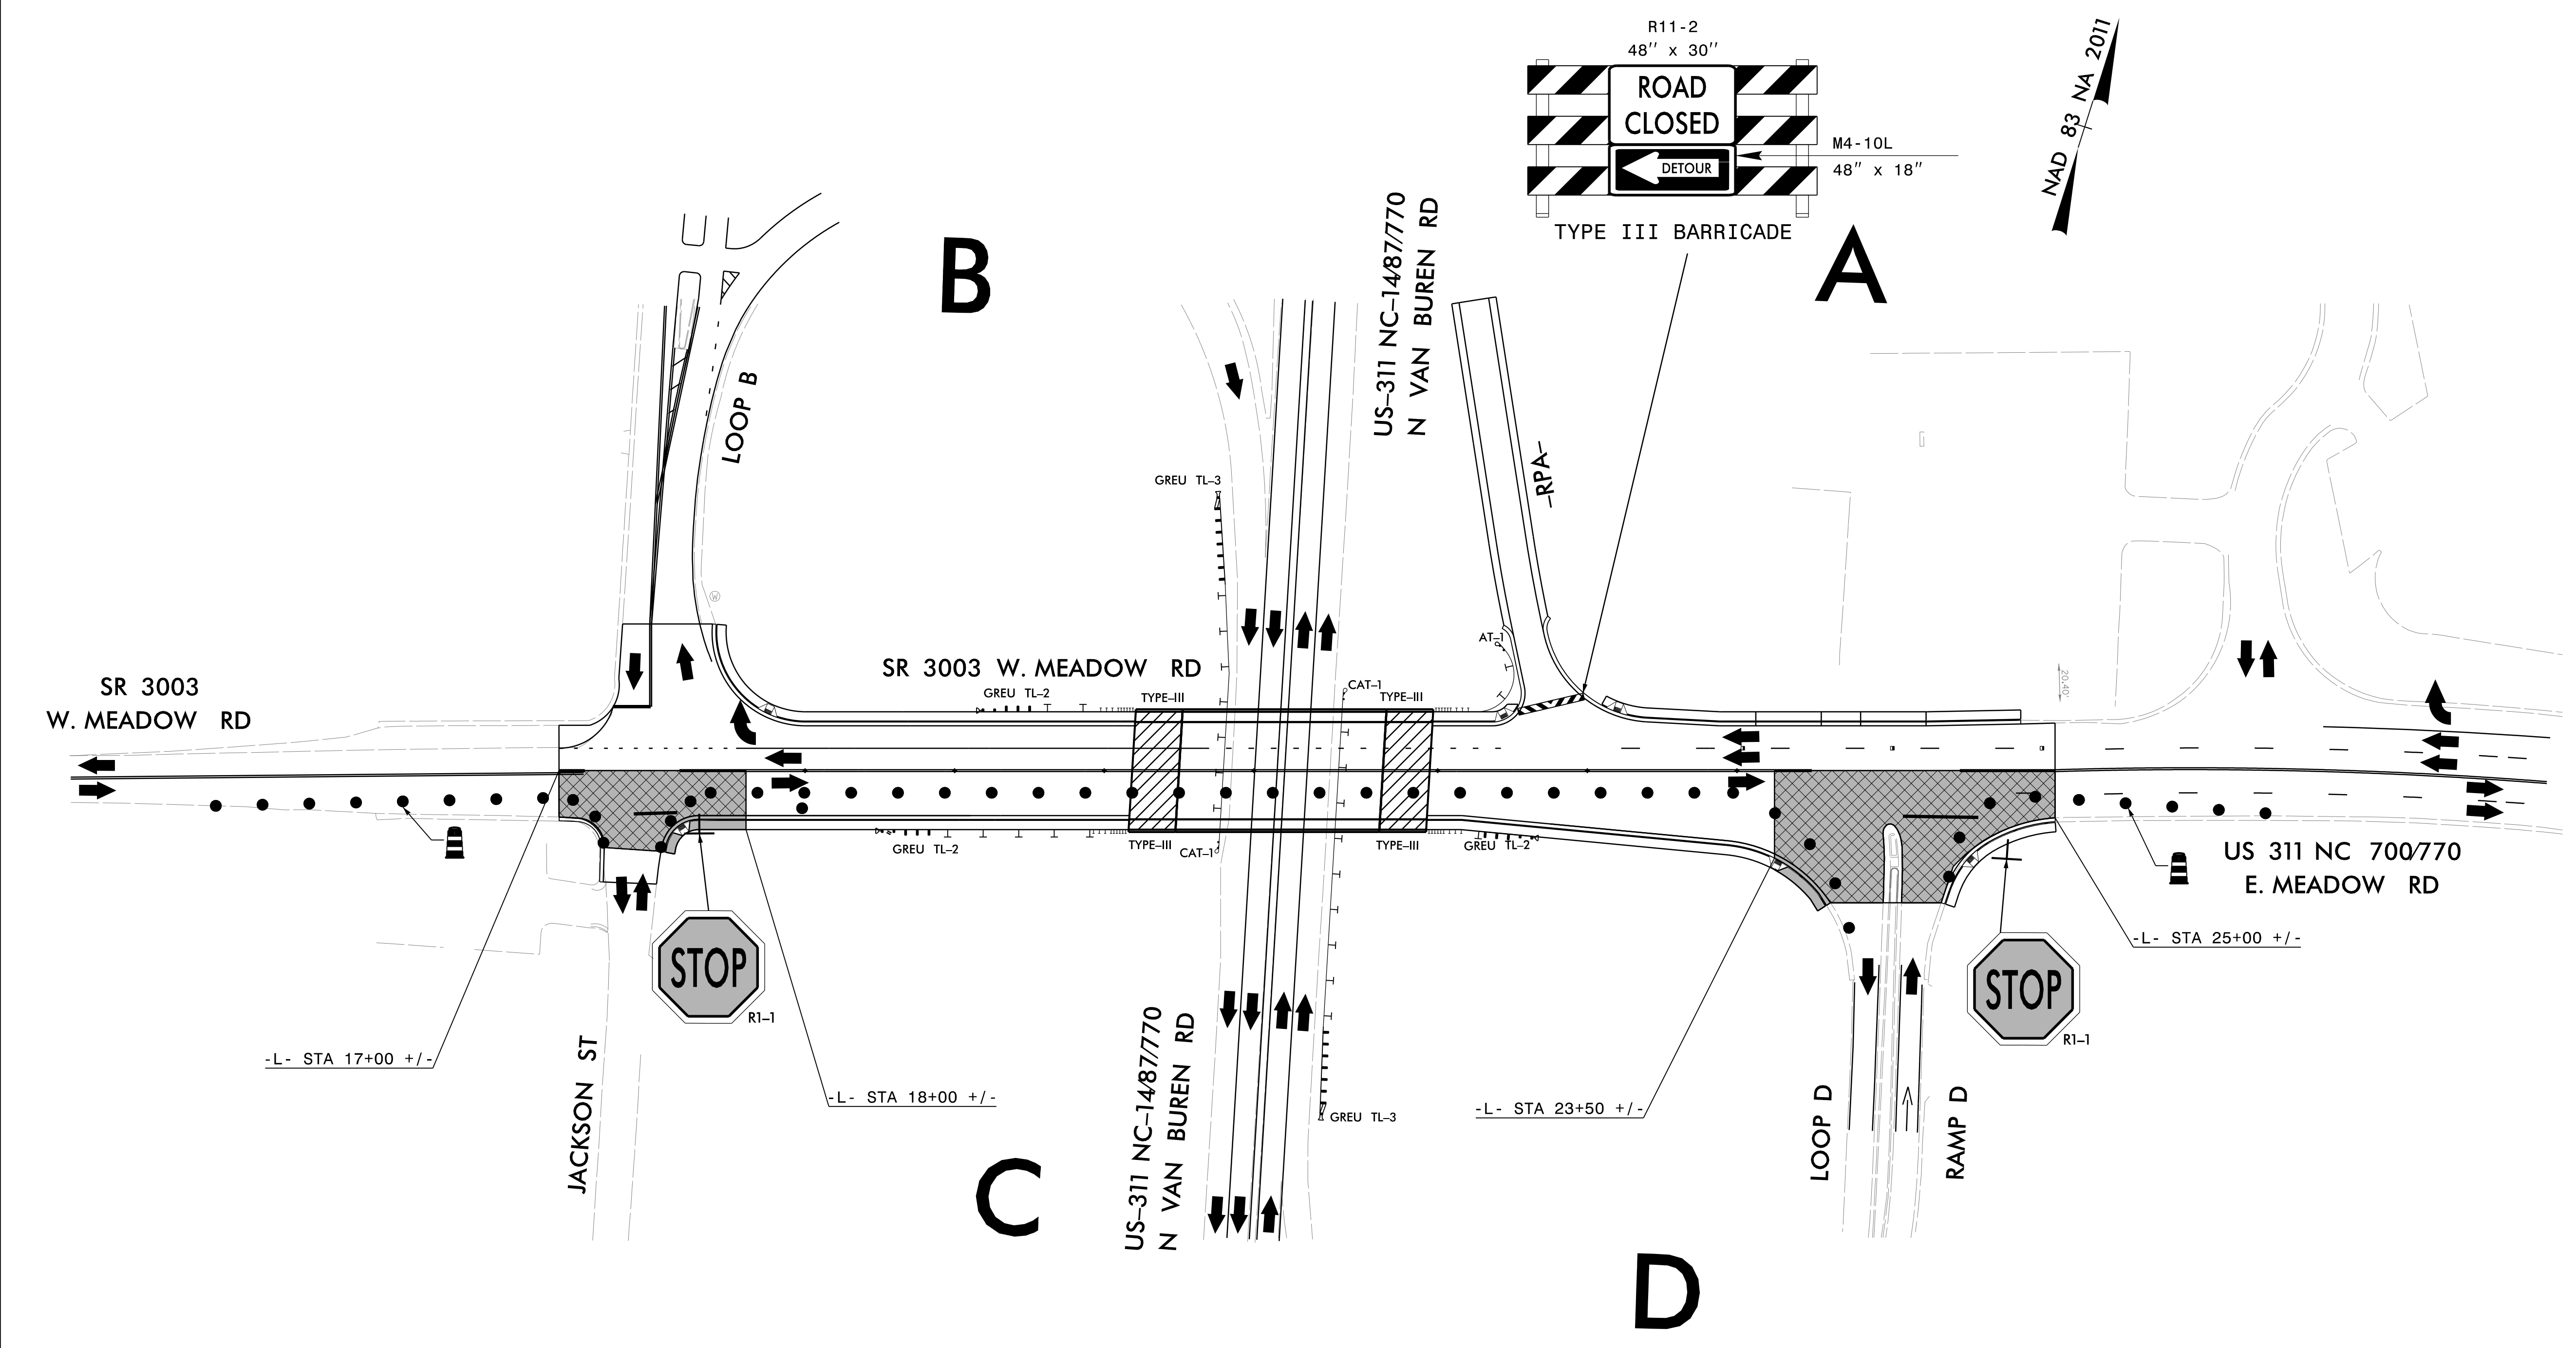 R11-2
48" x 30"
ROAD
CLOSED
DETOUR
M4-10L
48" x 18"
TYPE III BARRICADE
NAD 83 NA 2011
A
B
US-311 NC-14/87/770
N VAN BUREN RD
LOOP B
-RPA-
GREU TL-3
W
AT-1
SR 3003
W. MEADOW RD
SR 3003 W. MEADOW RD
GREU TL-2
TYPE-III
CAT-1
TYPE-III
20.40'
GREU TL-2
TYPE-III
CAT-1
TYPE-III
GREU TL-2
US 311 NC 700/770
E. MEADOW RD
STOP
R1-1
STOP
R1-1
-L- STA 25+00 +/-
-L- STA 17+00 +/-
-L- STA 18+00 +/-
-L- STA 23+50 +/-
GREU TL-3
JACKSON ST
US-311 NC-14/87/770
N VAN BUREN RD
LOOP D
RAMP D
C
D